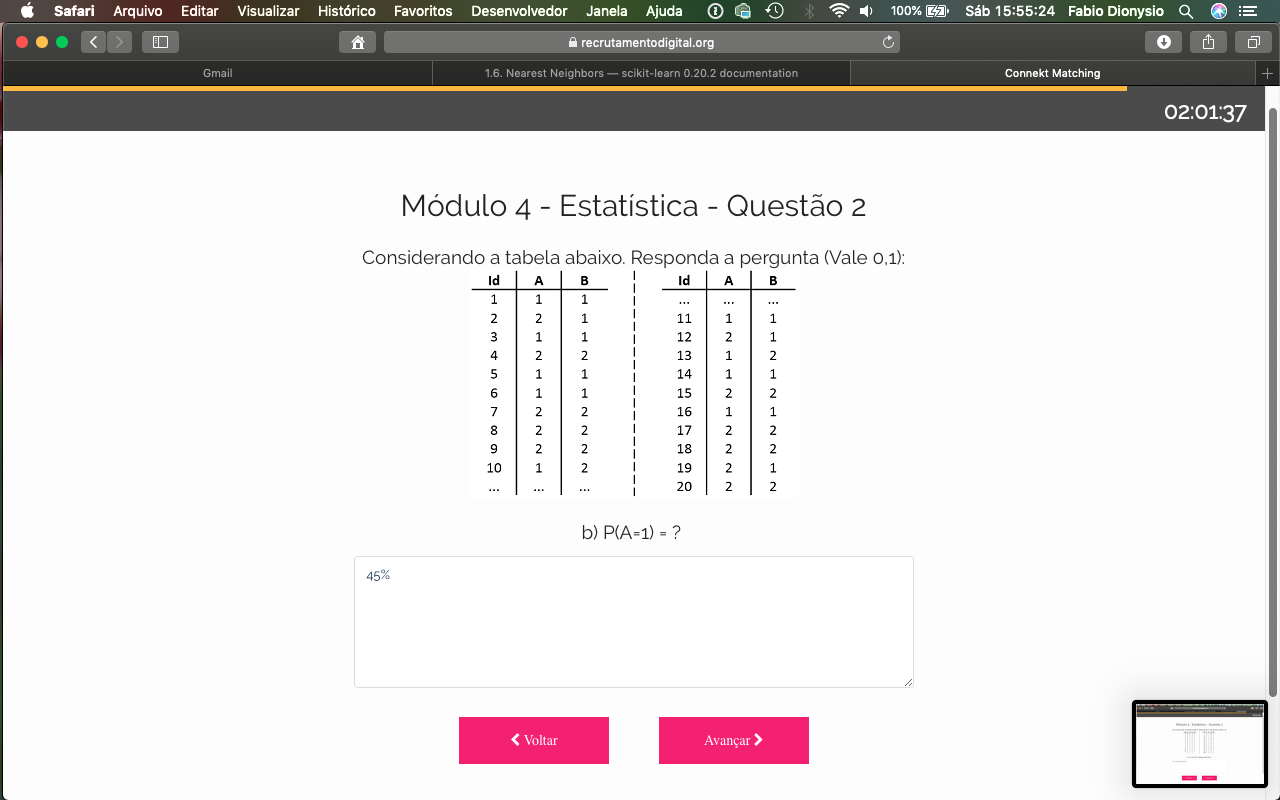 Safari Arquivo Editar Visualizar Histórico Favoritos Desenvolvedor Janela Ajuda 100% Sáb 15:55:24 Fabio Dionysio
recrutamentodigital.org
Gmail 1.6. Nearest Neighbors — scikit-learn 0.20.2 documentation Connekt Matching
02:01:37
Módulo 4 - Estatística - Questão 2
Considerando a tabela abaixo. Responda a pergunta (Vale 0,1):
Id A B Id A B
1 1 1 ... ... ...
2 2 1 11 1 1
3 1 1 12 2 1
4 2 2 13 1 2
5 1 1 14 1 1
6 1 1 15 2 2
7 2 2 16 1 1
8 2 2 17 2 2
9 2 2 18 2 2
10 1 2 19 2 1
... ... ... 20 2 2
b) P(A=1) = ?
45%
Voltar Avançar